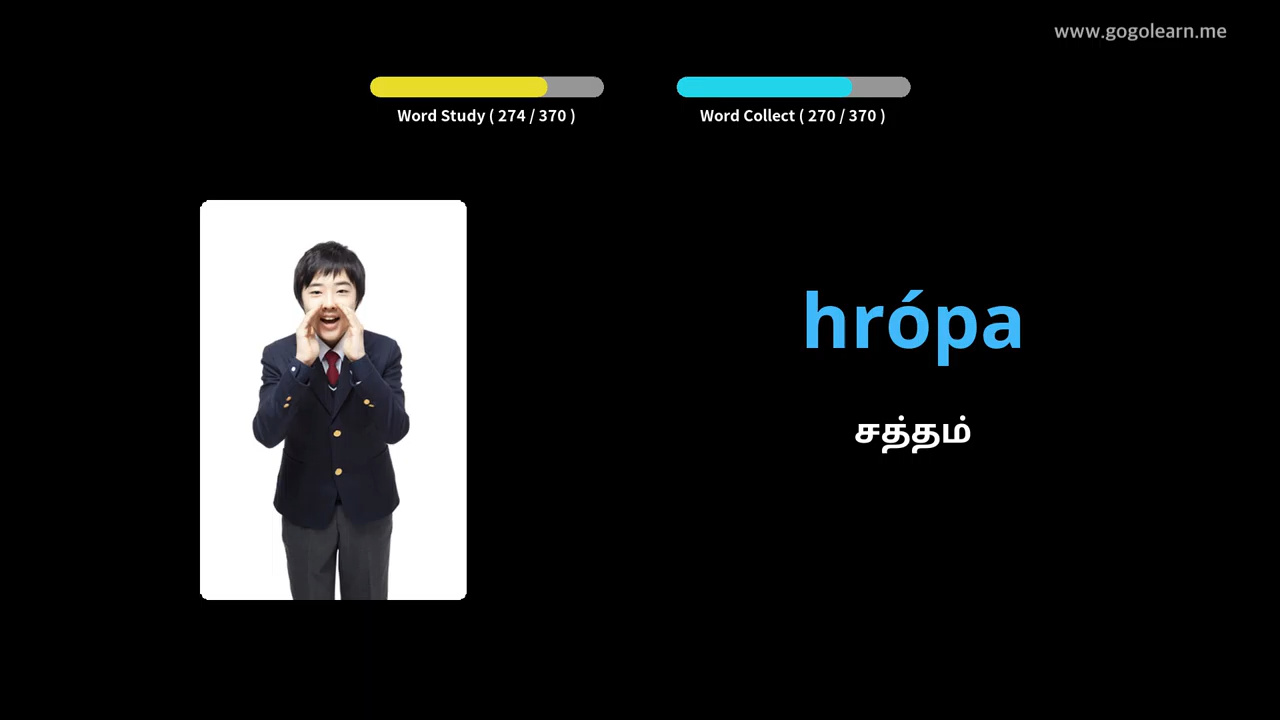 www.gogolearn.me
Word Study ( 274 / 370 )
Word Collect ( 270 / 370 )
hrópa
சத்தம்